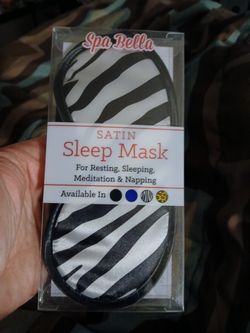 Spa Bella
SATIN
Sleep Mask
For Resting, Sleeping,
Meditation & Napping
Available In